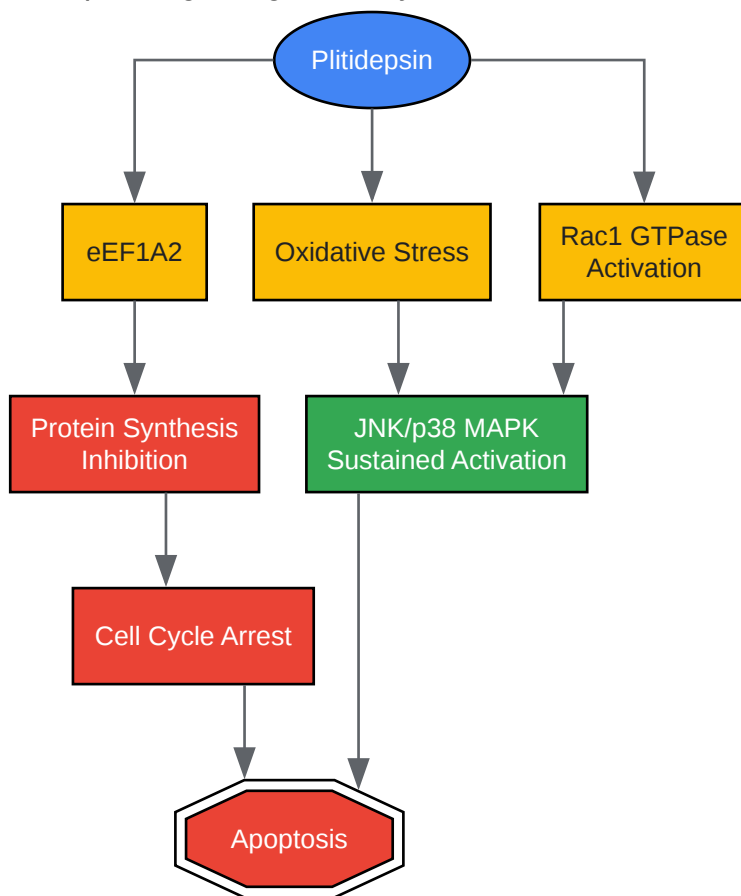 Plitidepsin
eEF1A2
Oxidative Stress
Rac1 GTPase
Activation
Protein Synthesis
Inhibition
JNK/p38 MAPK
Sustained Activation
Cell Cycle Arrest
Apoptosis